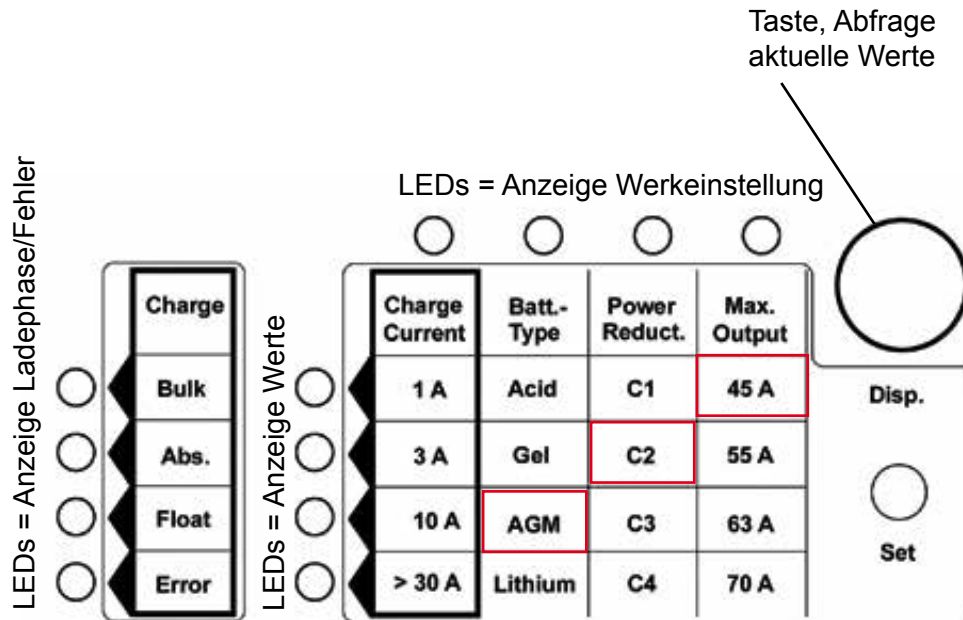 Taste, Abfrage
aktuelle Werte
LEDs = Anzeige Werkeinstellung
LEDs = Anzeige Ladephase/Fehler
Charge
Bulk
Abs.
Float
Error
LEDs = Anzeige Werte
Charge Current
Batt.-Type
Power Reduct.
Max. Output
1 A
Acid
C1
45 A
3 A
Gel
C2
55 A
10 A
AGM
C3
63 A
> 30 A
Lithium
C4
70 A
Disp.
Set